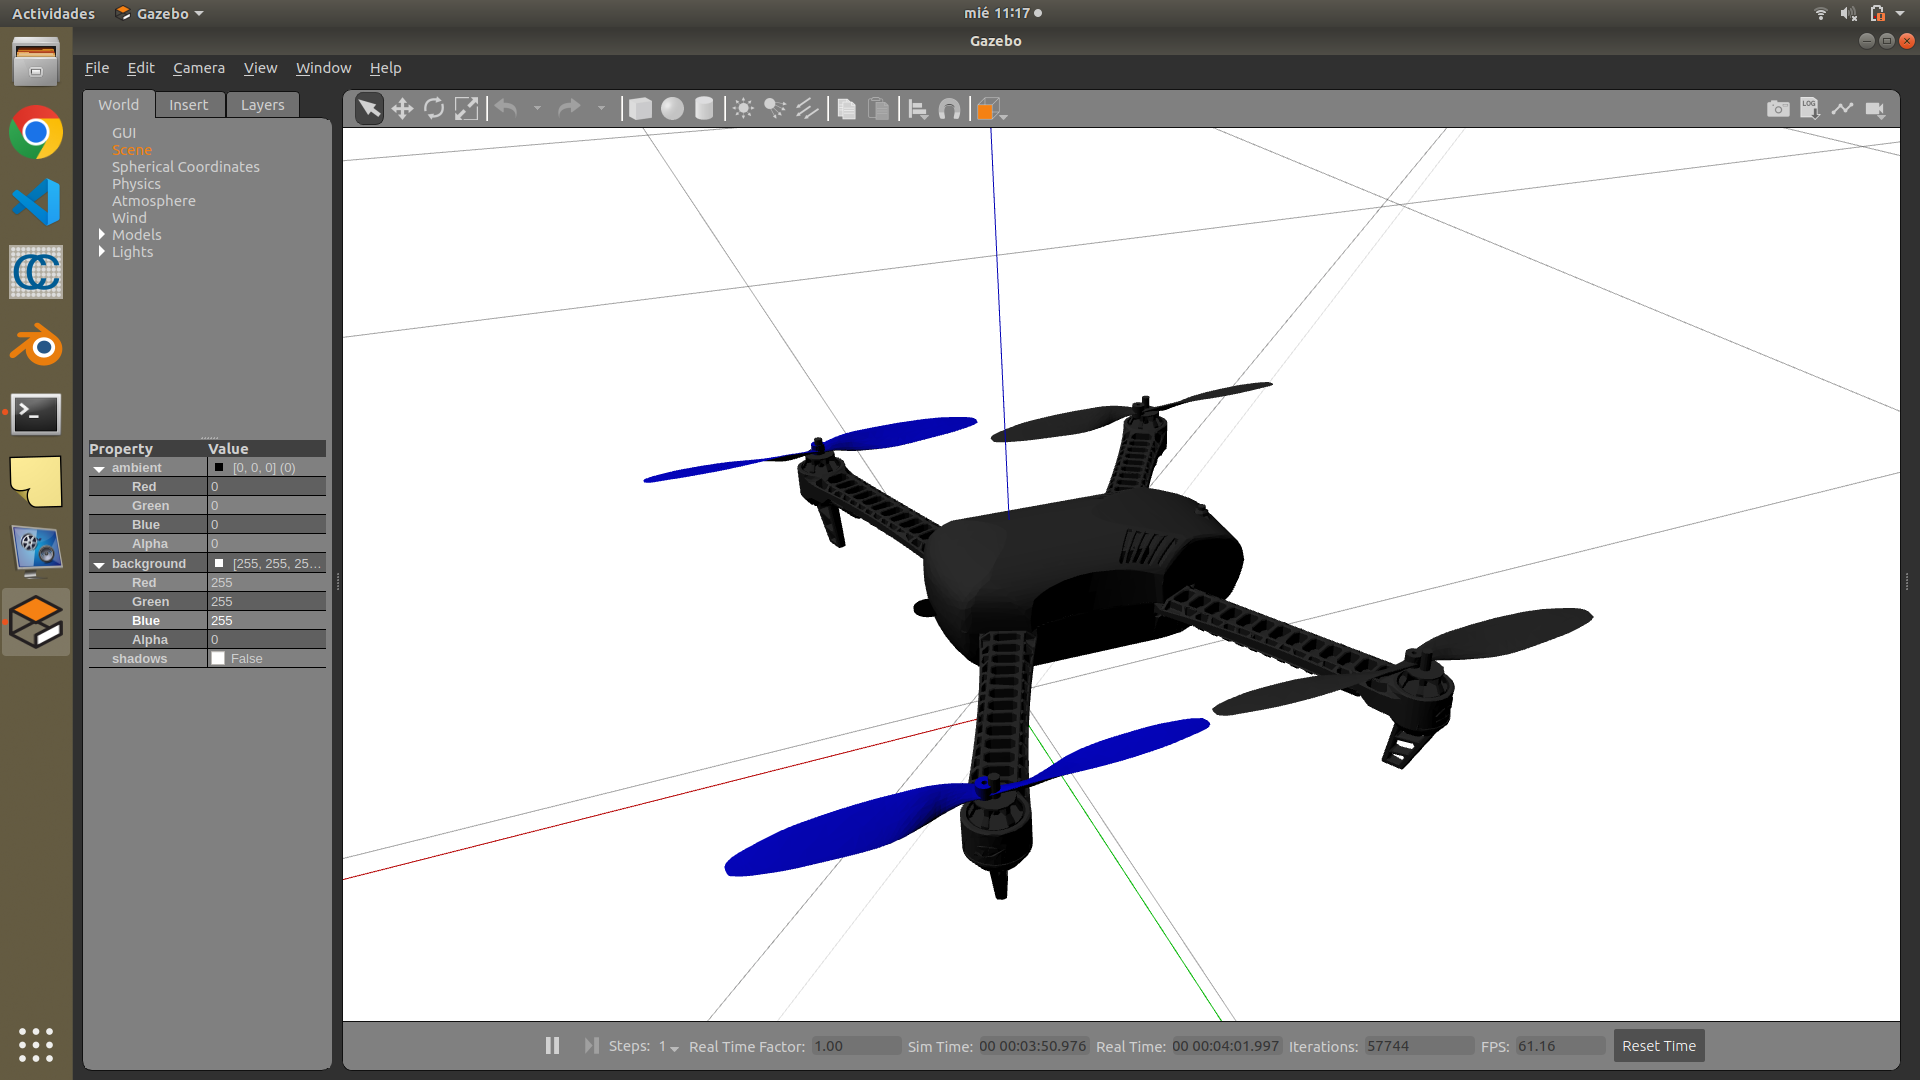 Actividades Gazebo mié 11:17
Gazebo
File Edit Camera View Window Help
World Insert Layers
LOG
GUI
Scene
Spherical Coordinates
Physics
Atmosphere
Wind
Models
Lights
Property Value
ambient [0, 0, 0] (0)
Red 0
Green 0
Blue 0
Alpha 0
background [255, 255, 25...
Red 255
Green 255
Blue 255
Alpha 0
shadows False
Steps: 1 Real Time Factor: 1.00 Sim Time: 00 00:03:50.976 Real Time: 00 00:04:01.997 Iterations: 57744 FPS: 61.16 Reset Time